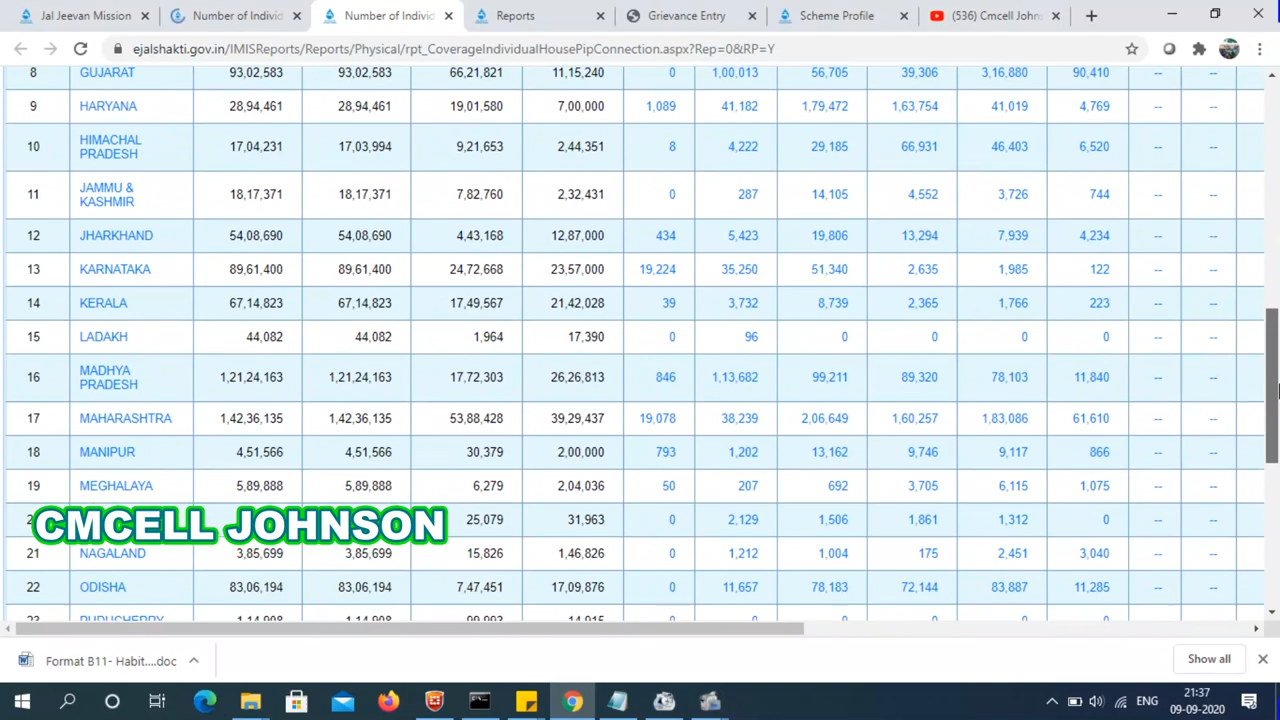 Jal Jeevan Mission
Number of Individ
Number of Individ
Reports
Grievance Entry
Scheme Profile
(536) Cmcell Johns
ejalshakti.gov.in/IMISReports/Reports/Physical/rpt_CoverageIndividualHousePipConnection.aspx?Rep=0&RP=Y
8 GUJARAT 93,02,583 93,02,583 66,21,821 11,15,240 0 1,00,013 56,705 39,306 3,16,880 90,410 -- --
9 HARYANA 28,94,461 28,94,461 19,01,580 7,00,000 1,089 41,182 1,79,472 1,63,754 41,019 4,769 -- --
10 HIMACHAL PRADESH 17,04,231 17,03,994 9,21,653 2,44,351 8 4,222 29,185 66,931 46,403 6,520 -- --
11 JAMMU & KASHMIR 18,17,371 18,17,371 7,82,760 2,32,431 0 287 14,105 4,552 3,726 744 -- --
12 JHARKHAND 54,08,690 54,08,690 4,43,168 12,87,000 434 5,423 19,806 13,294 7,939 4,234 -- --
13 KARNATAKA 89,61,400 89,61,400 24,72,668 23,57,000 19,224 35,250 51,340 2,635 1,985 122 -- --
14 KERALA 67,14,823 67,14,823 17,49,567 21,42,028 39 3,732 8,739 2,365 1,766 223 -- --
15 LADAKH 44,082 44,082 1,964 17,390 0 96 0 0 0 0 -- --
16 MADHYA PRADESH 1,21,24,163 1,21,24,163 17,72,303 26,26,813 846 1,13,682 99,211 89,320 78,103 11,840 -- --
17 MAHARASHTRA 1,42,36,135 1,42,36,135 53,88,428 39,29,437 19,078 38,239 2,06,649 1,60,257 1,83,086 61,610 -- --
18 MANIPUR 4,51,566 4,51,566 30,379 2,00,000 793 1,202 13,162 9,746 9,117 866 -- --
19 MEGHALAYA 5,89,888 5,89,888 6,279 2,04,036 50 207 692 3,705 6,115 1,075 -- --
CMCELL JOHNSON
25,079 31,963 0 2,129 1,506 1,861 1,312 0 -- --
21 NAGALAND 3,85,699 3,85,699 15,826 1,46,826 0 1,212 1,004 175 2,451 3,040 -- --
22 ODISHA 83,06,194 83,06,194 7,47,451 17,09,876 0 11,657 78,183 72,144 83,887 11,285 -- --
23 PUDUCHERRY 1,14,908 1,14,908 99,993 14,915 0 0 0 0 0 0
Format B11- Habit....doc
Show all
ENG
21:37
09-09-2020